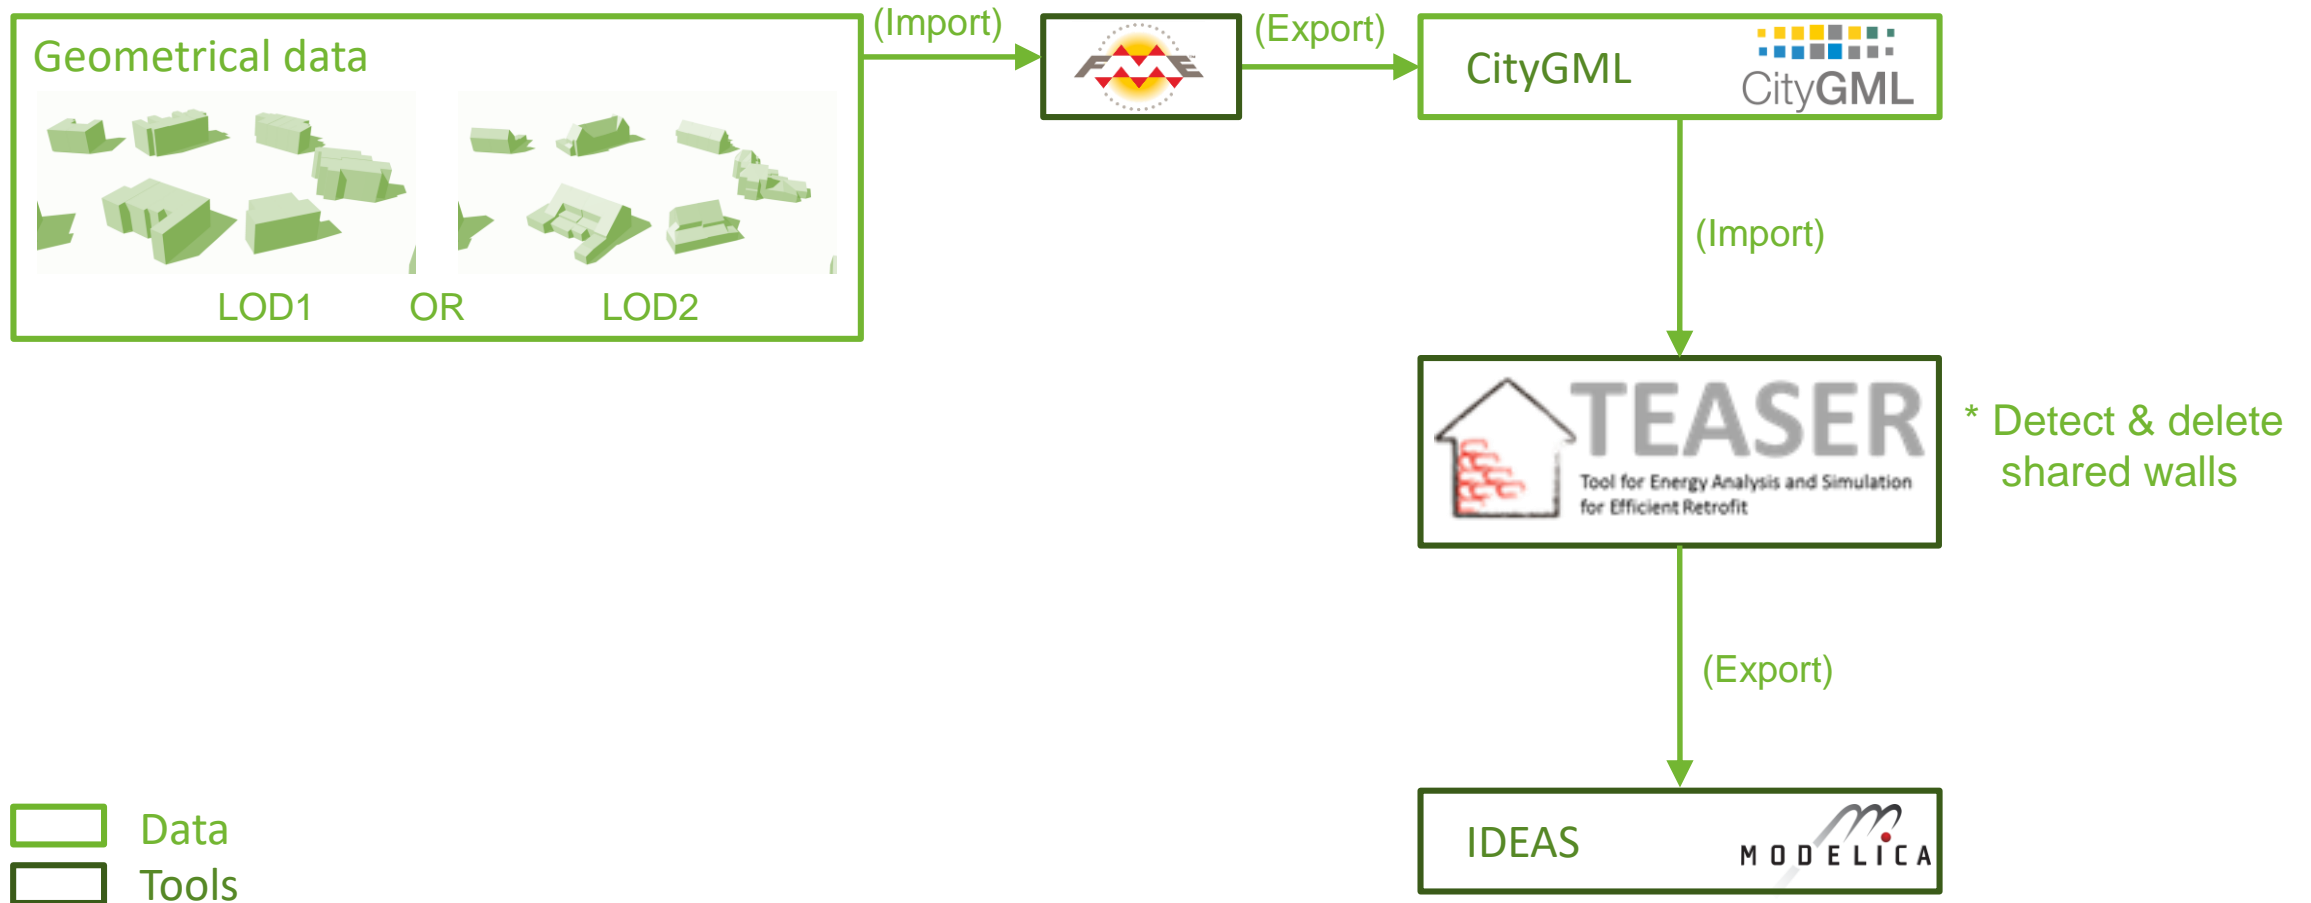 Geometrical data
LOD1 OR LOD2
(Import)
FME
(Export)
CityGML
CityGML
(Import)
TEASER
Tool for Energy Analysis and Simulation
for Efficient Retrofit
* Detect & delete
shared walls
(Export)
IDEAS
MODELICA
Data
Tools